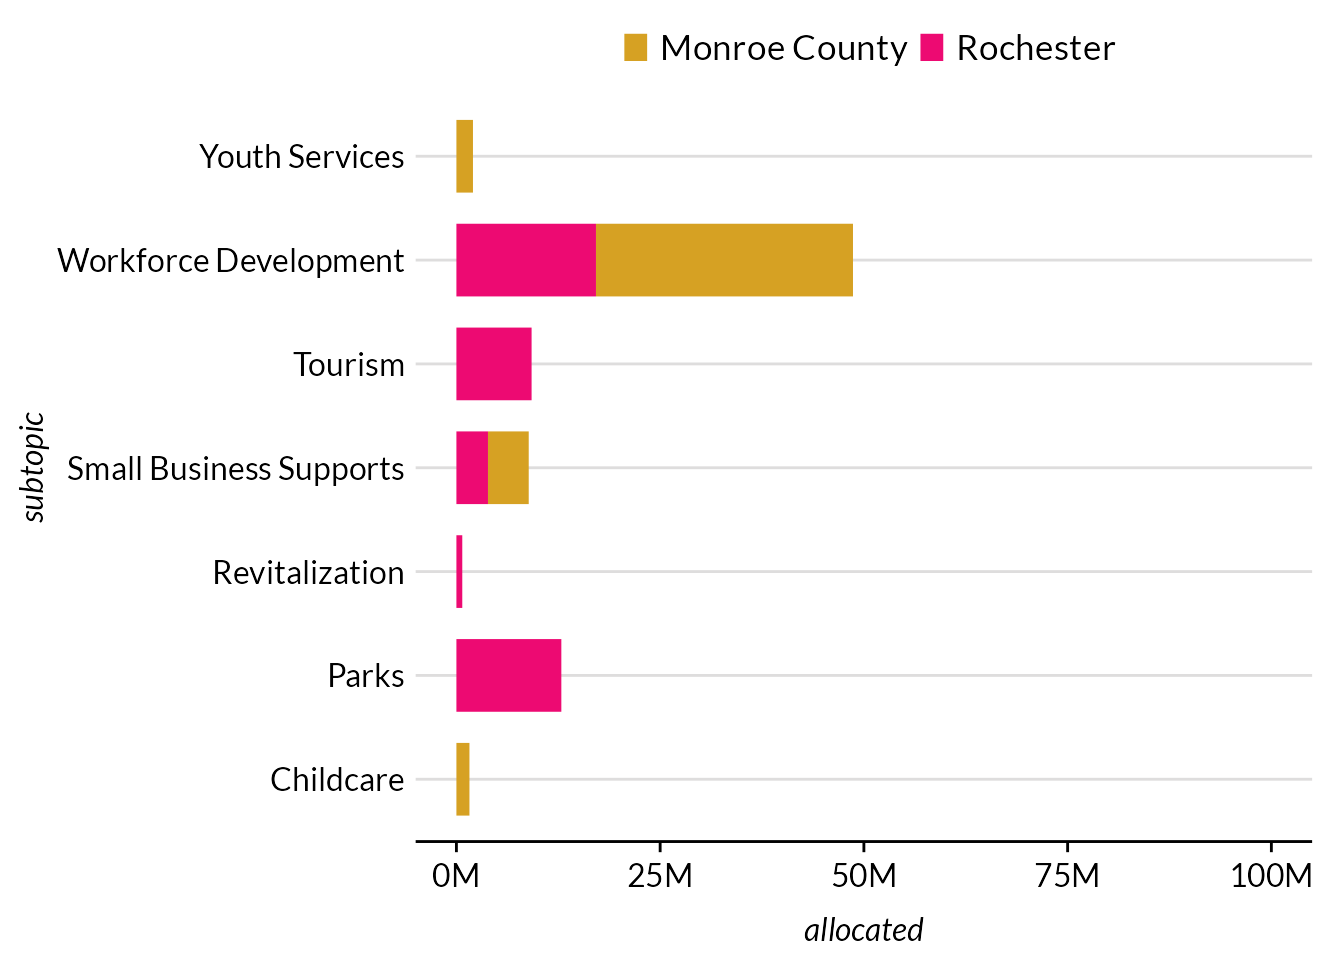 Monroe County Rochester
Youth Services
Workforce Development
Tourism
Small Business Supports
Revitalization
Parks
Childcare
subtopic
0M 25M 50M 75M 100M
allocated